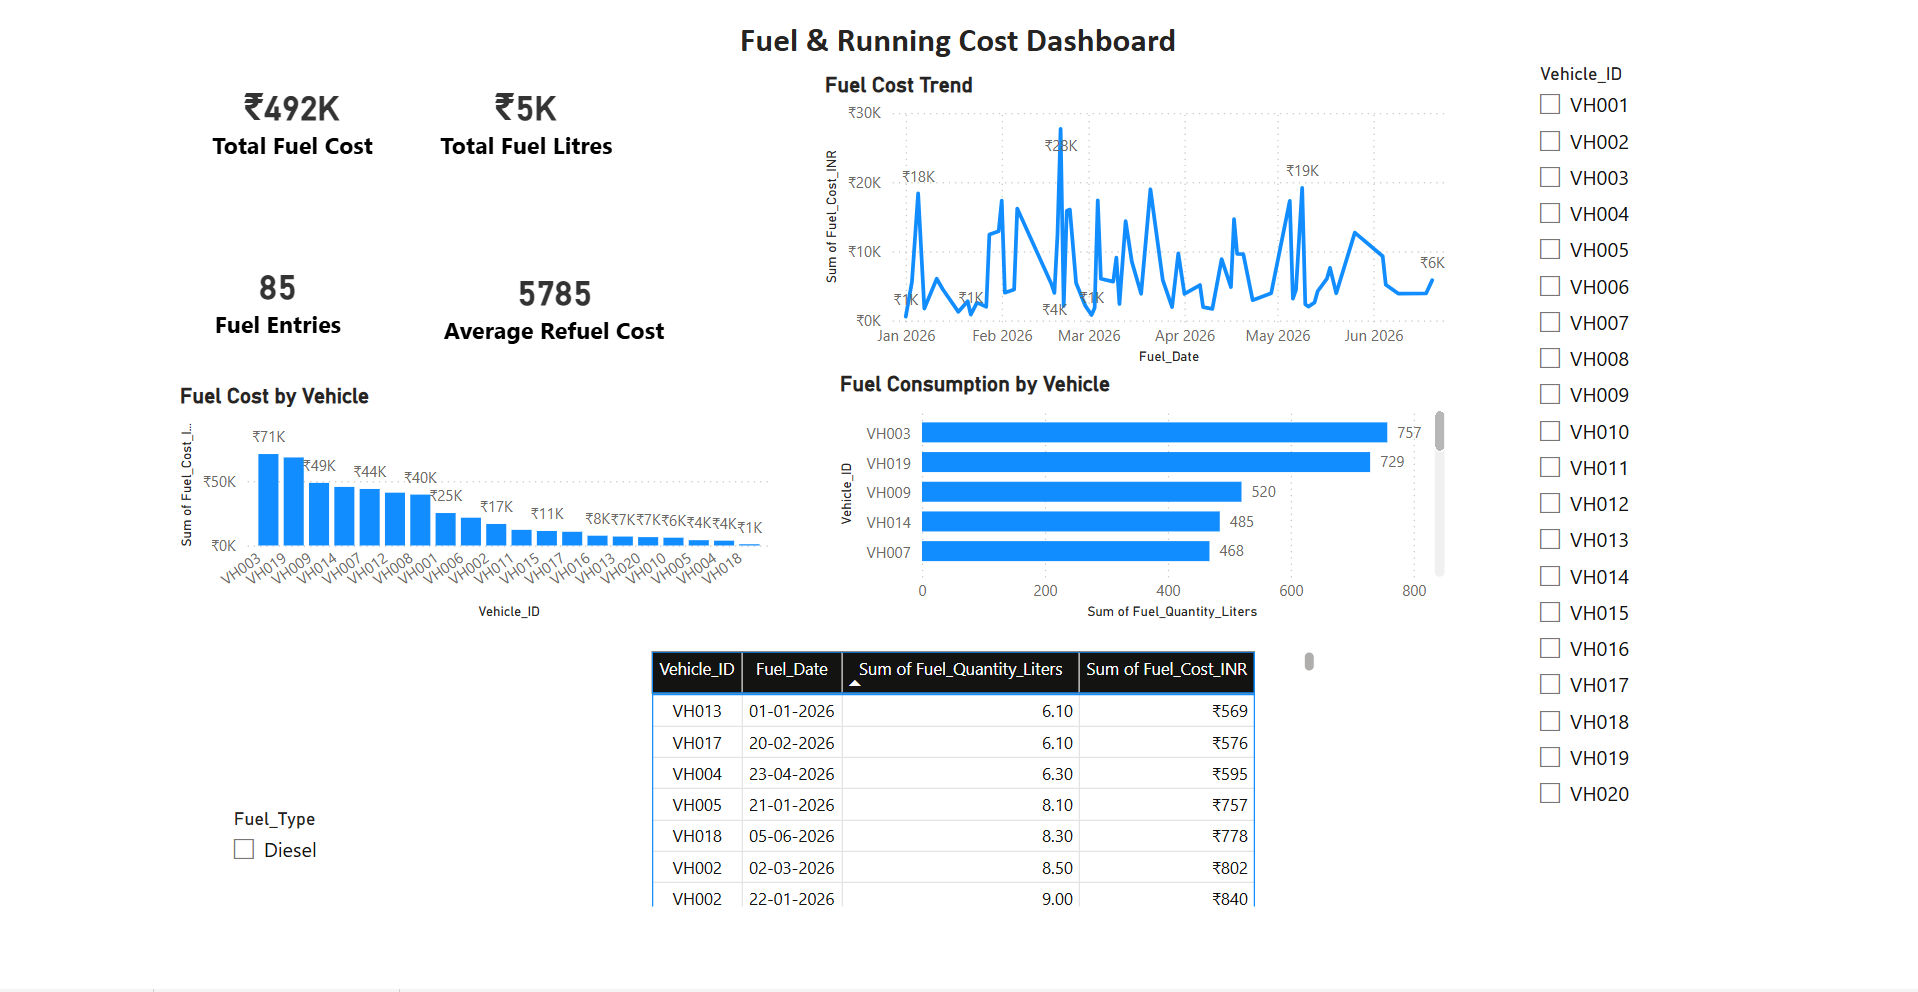 Fuel & Running Cost Dashboard
₹492K
Total Fuel Cost
₹5K
Total Fuel Litres
85
Fuel Entries
5785
Average Refuel Cost
Fuel Cost Trend
Sum of Fuel_Cost_INR
₹30K
₹20K
₹10K
₹0K
₹1K
₹18K
₹1K
₹28K
₹4K
₹1K
₹19K
₹6K
Jan 2026
Feb 2026
Mar 2026
Apr 2026
May 2026
Jun 2026
Fuel_Date
Fuel Cost by Vehicle
Sum of Fuel_Cost_I...
₹50K
₹0K
₹71K
₹49K
₹44K
₹40K
₹25K
₹17K
₹11K
₹8K
₹7K
₹7K
₹6K
₹4K
₹4K
₹1K
VH003
VH019
VH009
VH014
VH007
VH012
VH008
VH001
VH006
VH002
VH011
VH015
VH017
VH016
VH013
VH020
VH010
VH005
VH004
VH018
Vehicle_ID
Fuel Consumption by Vehicle
Vehicle_ID
VH003 757
VH019 729
VH009 520
VH014 485
VH007 468
0 200 400 600 800
Sum of Fuel_Quantity_Liters
Vehicle_ID Fuel_Date Sum of Fuel_Quantity_Liters Sum of Fuel_Cost_INR
VH013 01-01-2026 6.10 ₹569
VH017 20-02-2026 6.10 ₹576
VH004 23-04-2026 6.30 ₹595
VH005 21-01-2026 8.10 ₹757
VH018 05-06-2026 8.30 ₹778
VH002 02-03-2026 8.50 ₹802
VH002 22-01-2026 9.00 ₹840
Fuel_Type
Diesel
Vehicle_ID
VH001
VH002
VH003
VH004
VH005
VH006
VH007
VH008
VH009
VH010
VH011
VH012
VH013
VH014
VH015
VH016
VH017
VH018
VH019
VH020